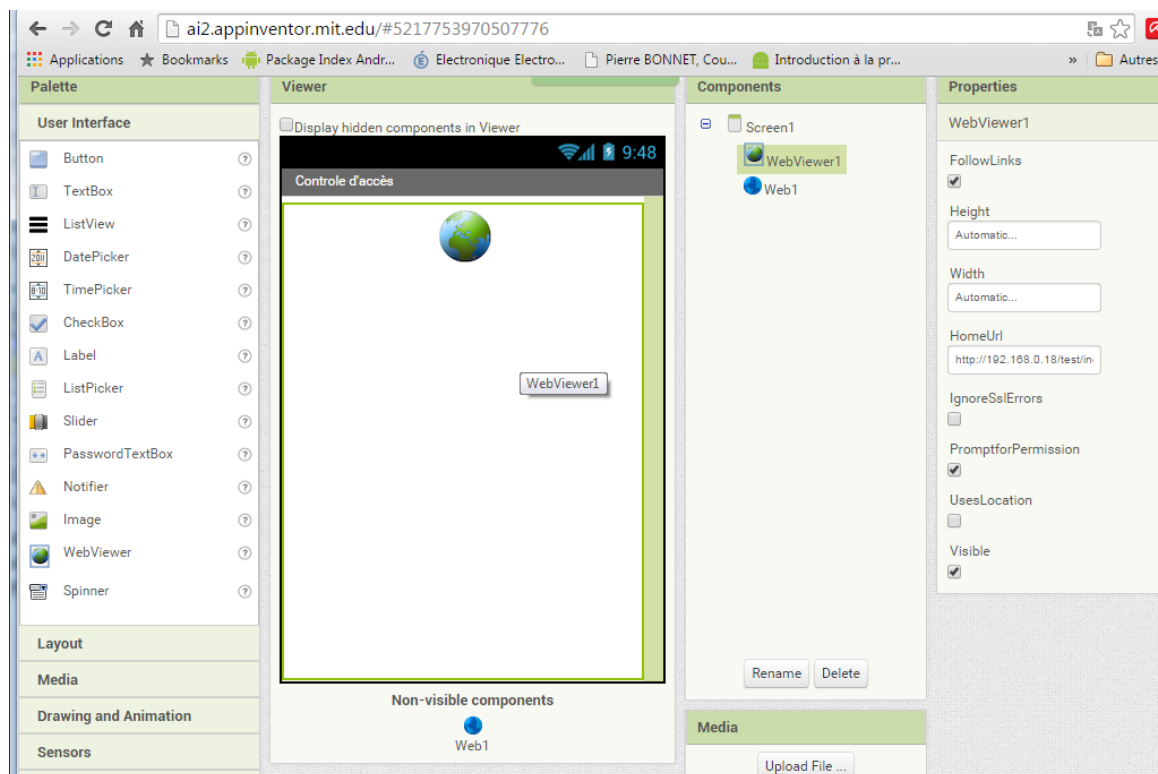 ai2.appinventor.mit.edu/#5217753970507776
Applications Bookmarks Package Index Andr... Electronique Electro... Pierre BONNET, Cou... Introduction à la pr... » Autres
Palette
User Interface
Button
TextBox
ListView
DatePicker
TimePicker
CheckBox
Label
ListPicker
Slider
PasswordTextBox
Notifier
Image
WebViewer
Spinner
Layout
Media
Drawing and Animation
Sensors
Viewer
Display hidden components in Viewer
9:48
Controle d'accès
WebViewer1
Non-visible components
Web1
Components
Screen1
WebViewer1
Web1
Rename Delete
Media
Upload File ...
Properties
WebViewer1
FollowLinks
Height
Automatic...
Width
Automatic...
HomeUrl
http://192.168.0.18/test/in
IgnoreSslErrors
PromptforPermission
UsesLocation
Visible